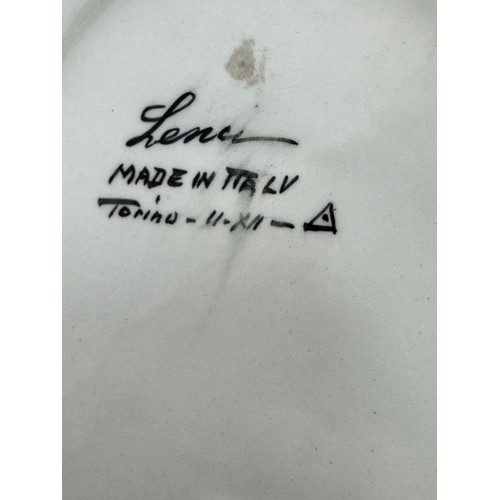 Lenci
MADE IN ITALY
Torino - 11-XII -